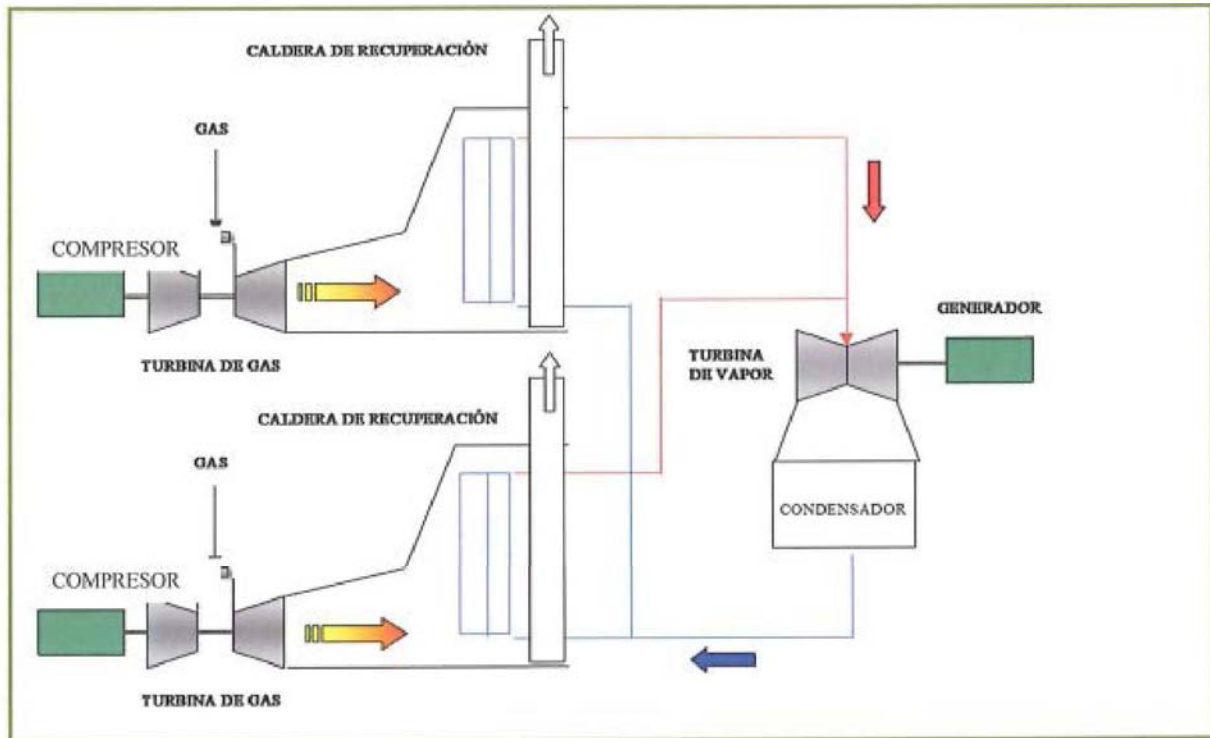 CALDERA DE RECUPERACIÓN
GAS
COMPRESOR
TURBINA DE GAS
CALDERA DE RECUPERACIÓN
GAS
COMPRESOR
TURBINA DE GAS
GENERADOR
TURBINA
DE VAPOR
CONDENSADOR